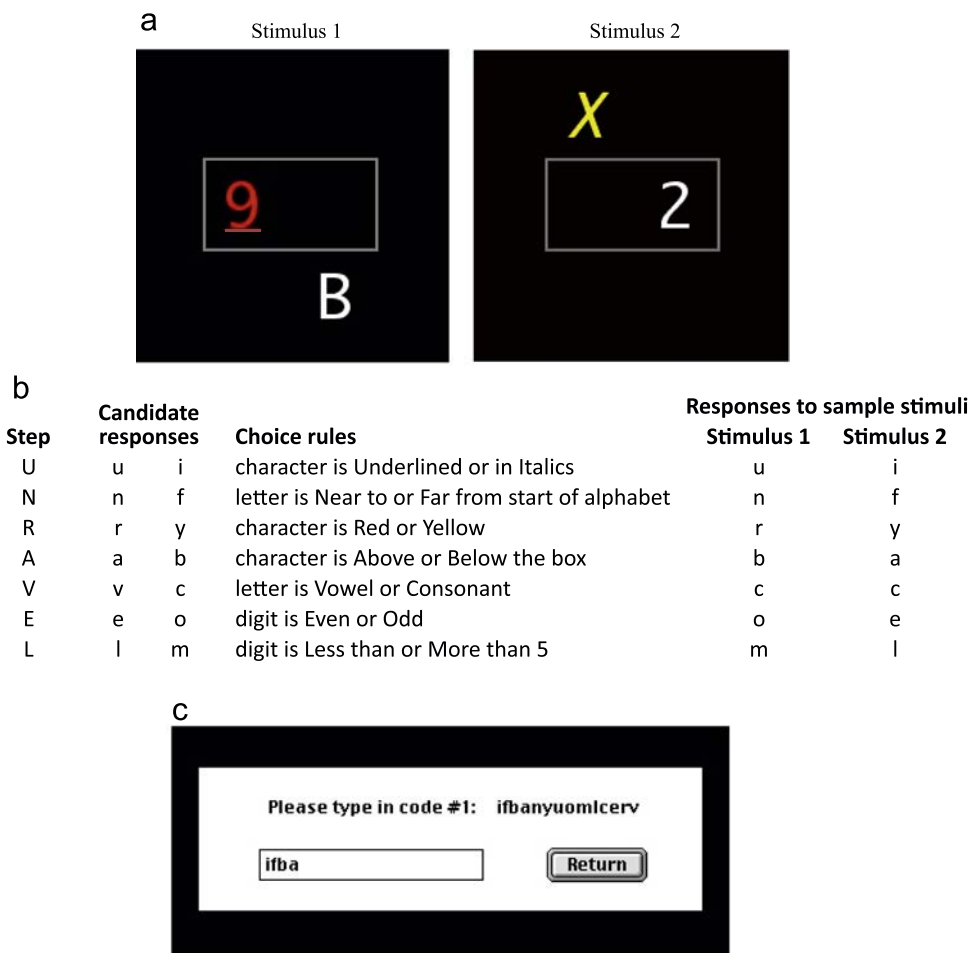 a
Stimulus 1 Stimulus 2
X
9 2
B
b
Candidate responses Responses to sample stimuli
Step Choice rules Stimulus 1 Stimulus 2
U u i character is Underlined or in Italics u i
N n f letter is Near to or Far from start of alphabet n f
R r y character is Red or Yellow r y
A a b character is Above or Below the box b a
V v c letter is Vowel or Consonant c c
E e o digit is Even or Odd o e
L l m digit is Less than or More than 5 m l
c
Please type in code #1: ifbanyuomlcerv
ifba Return